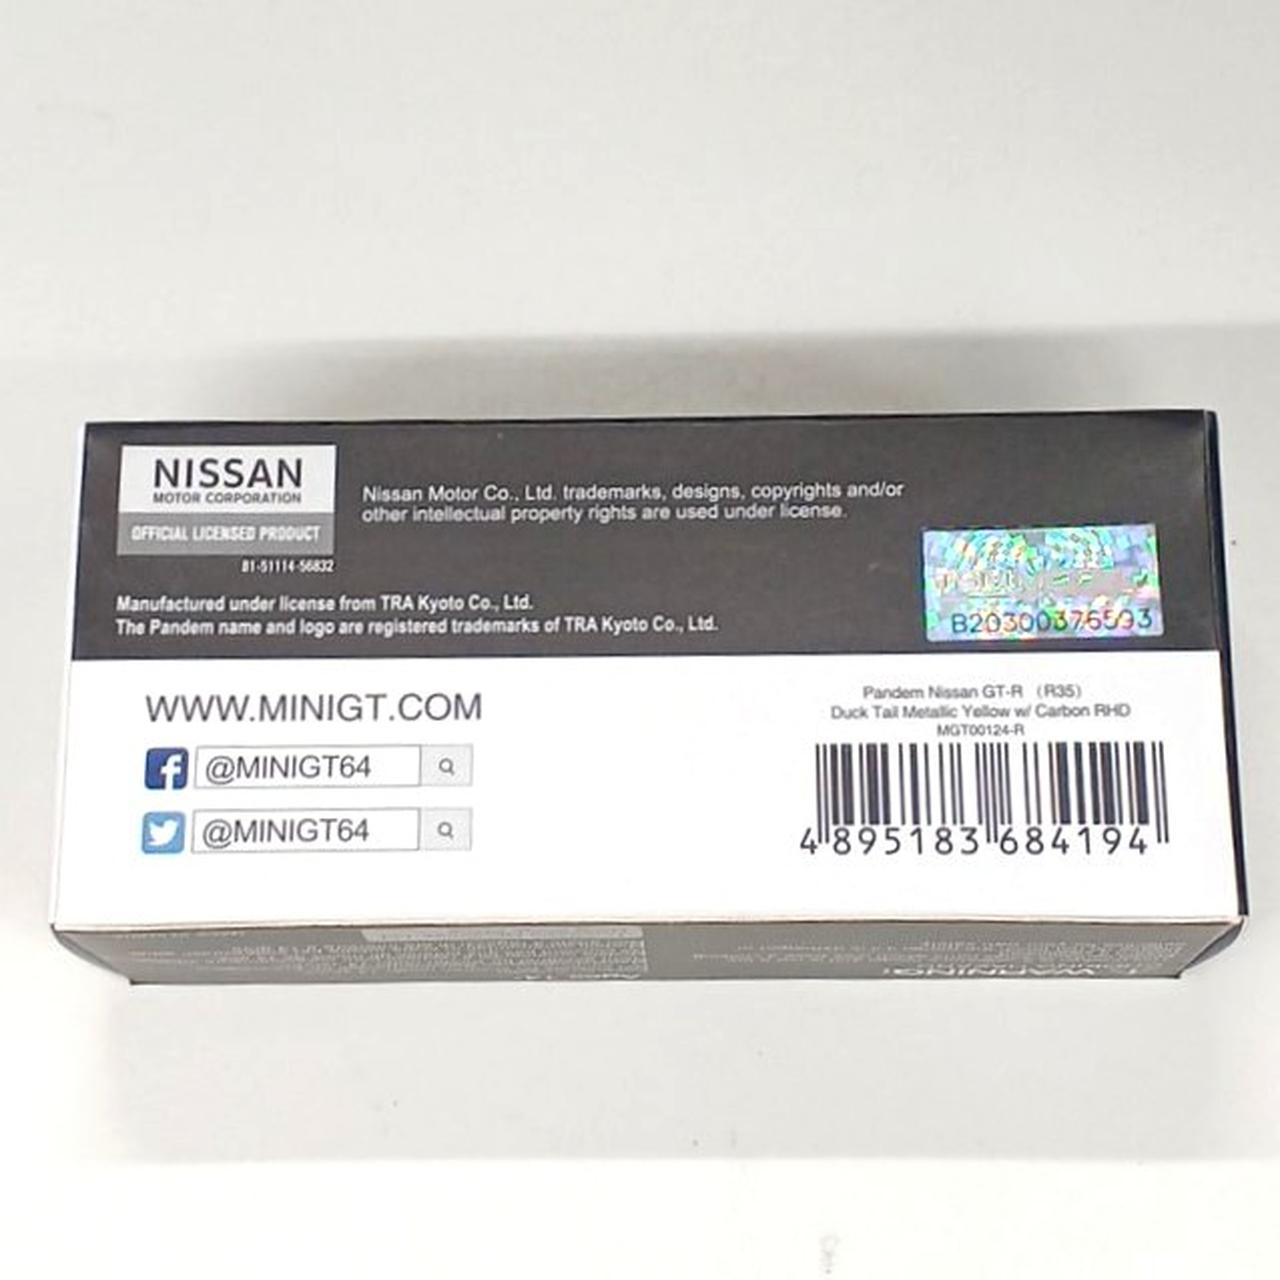 NISSAN
MOTOR CORPORATION
OFFICIAL LICENSED PRODUCT
81-51114-56832
Nissan Motor Co., Ltd. trademarks, designs, copyrights and/or
other intellectual property rights are used under license.
Manufactured under license from TRA Kyoto Co., Ltd.
The Pandem name and logo are registered trademarks of TRA Kyoto Co., Ltd.
B20300376593
WWW.MINIGT.COM
@MINIGT64
@MINIGT64
Pandem Nissan GT-R (R35)
Duck Tail Metallic Yellow w/ Carbon RHD
MGT00124-R
4 895183 684194
WARNING: